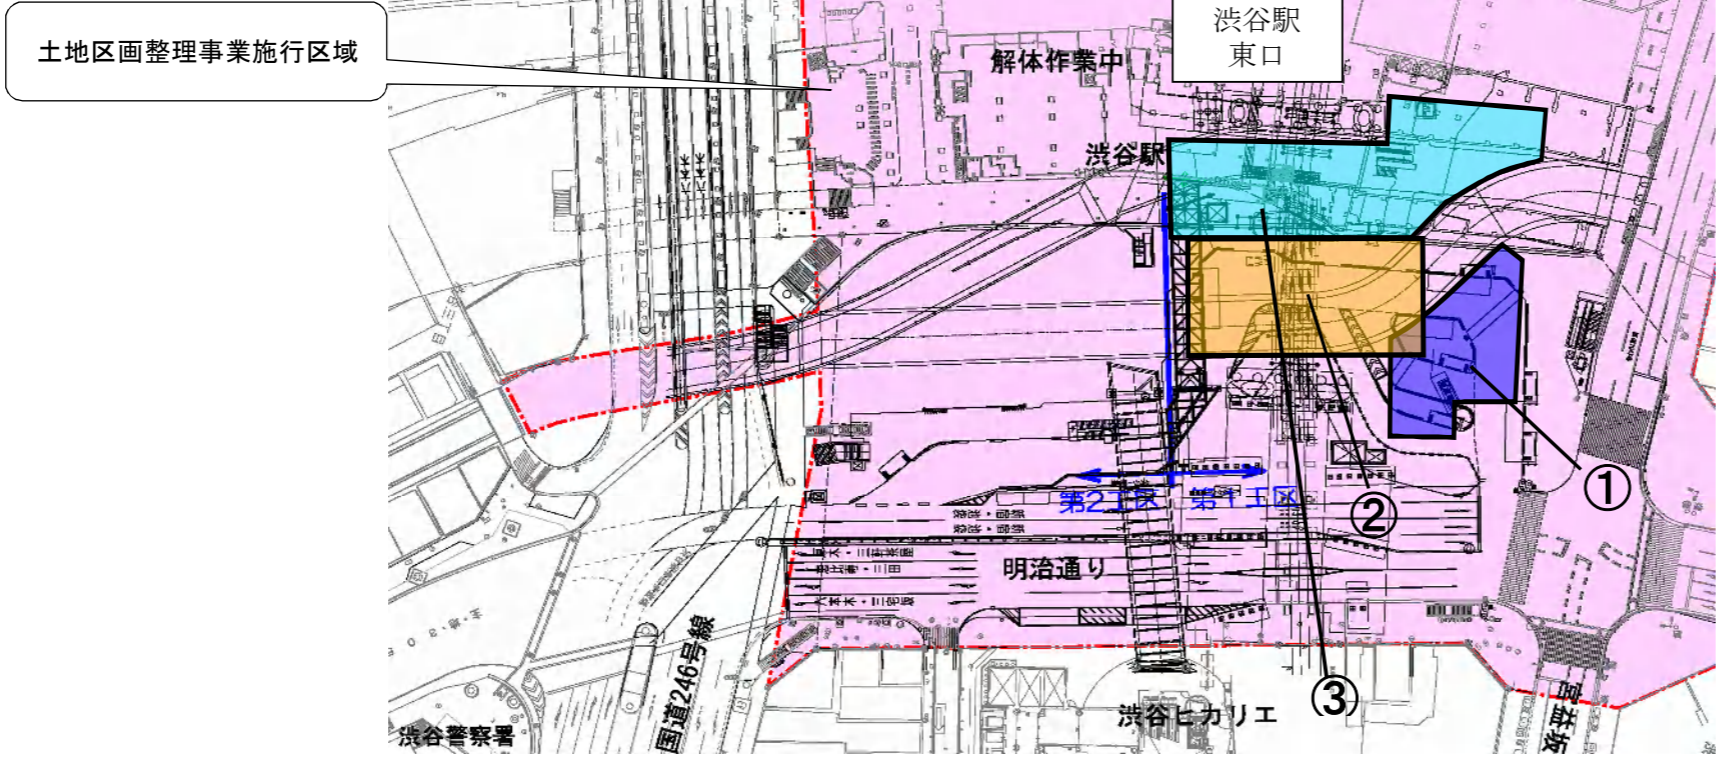 土地区画整理事業施行区域
渋谷駅
東口
解体作業中
渋谷駅
第2工区
第1工区
①
②
③
明治通り
国道246号線
渋谷ヒカリエ
宮益坂
渋谷警察署